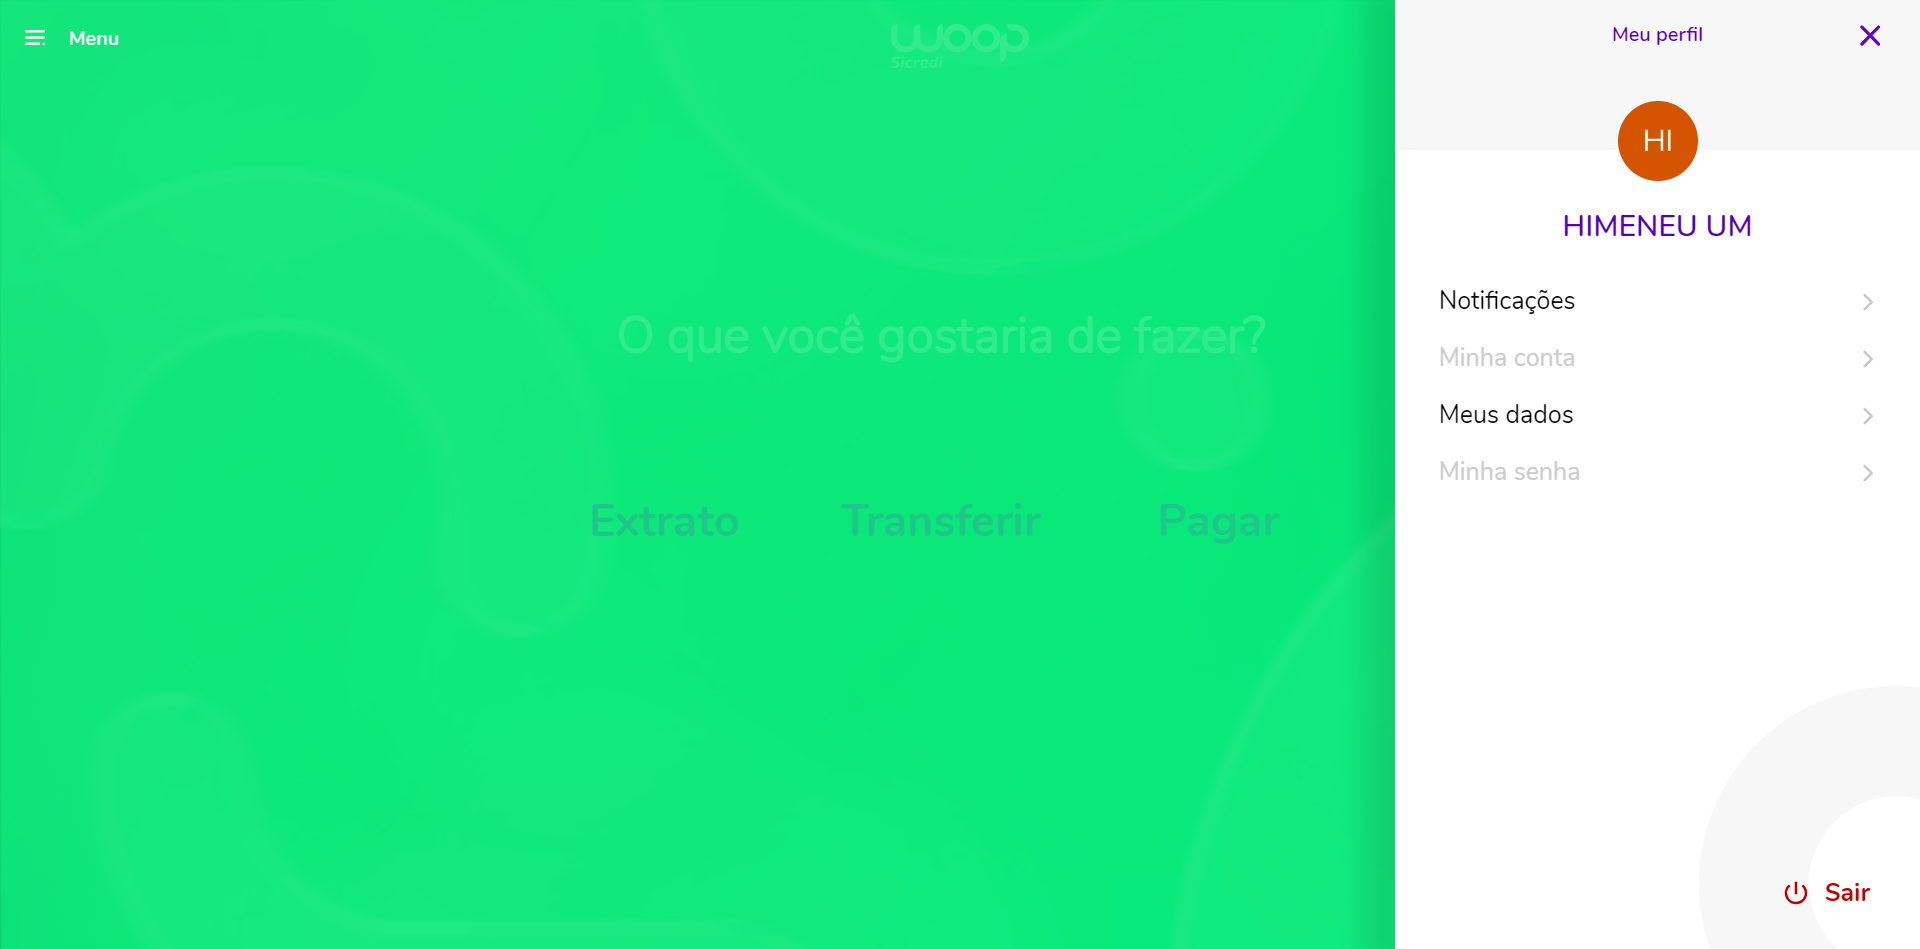 Menu
woop
Sicredi
O que você gostaria de fazer?
Extrato
Transferir
Pagar
Meu perfil
HI
HIMENEU UM
Notificações
Minha conta
Meus dados
Minha senha
Sair